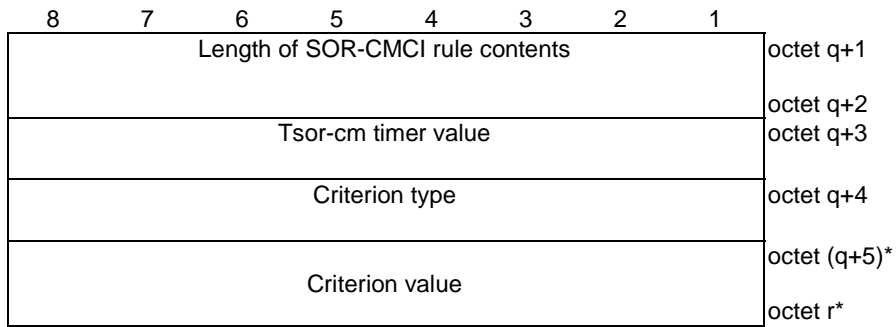 8 7 6 5 4 3 2 1
Length of SOR-CMCI rule contents octet q+1
octet q+2
Tsor-cm timer value octet q+3
Criterion type octet q+4
octet (q+5)*
Criterion value
octet r*